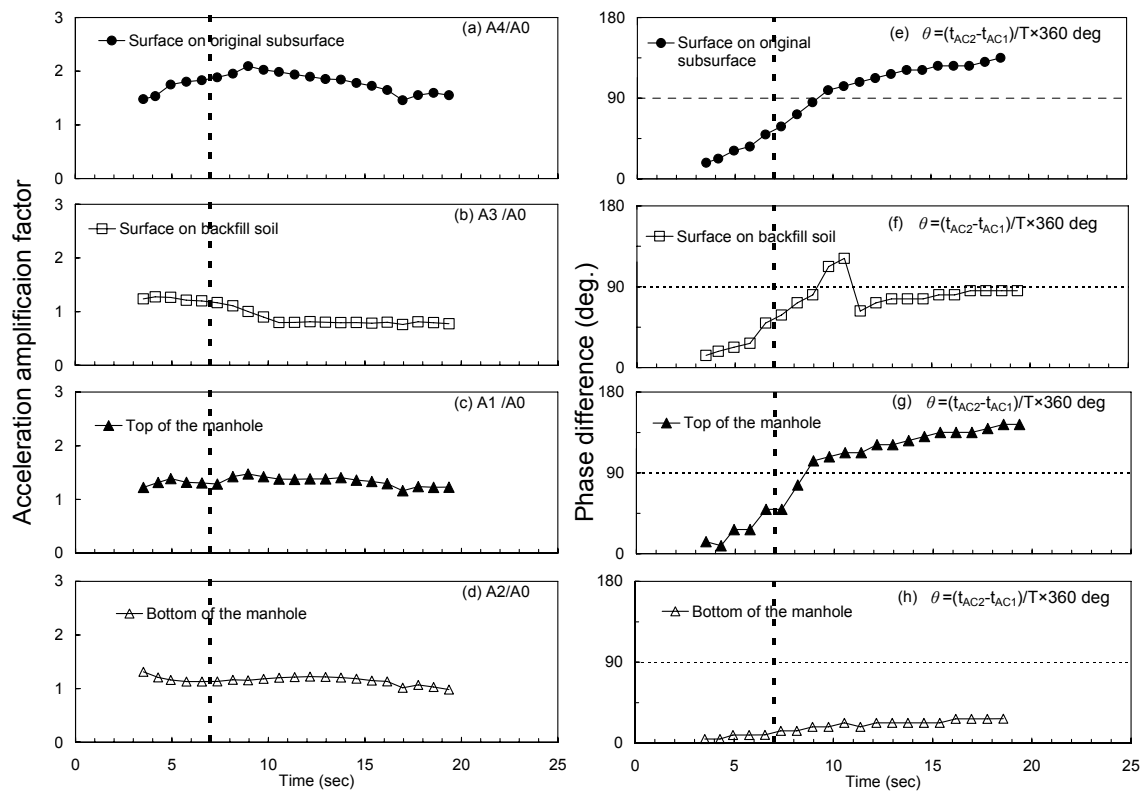 Acceleration amplificaion factor
3
2
1
0
(a) A4/A0
Surface on original subsurface
3
2
1
0
(b) A3 /A0
Surface on backfill soil
3
2
1
0
(c) A1 /A0
Top of the manhole
3
2
1
0
(d) A2/A0
Bottom of the manhole
0 5 10 15 20 25
Time (sec)
Phase difference (deg.)
180
90
0
(e) θ =(tAC2-tAC1)/T×360 deg
Surface on original
subsurface
180
90
0
(f) θ =(tAC2-tAC1)/T×360 deg
Surface on backfill soil
180
90
0
(g) θ =(tAC2-tAC1)/T×360 deg
Top of the manhole
180
90
0
(h) θ =(tAC2-tAC1)/T×360 deg
Bottom of the manhole
0 5 10 15 20 25
Time (sec)